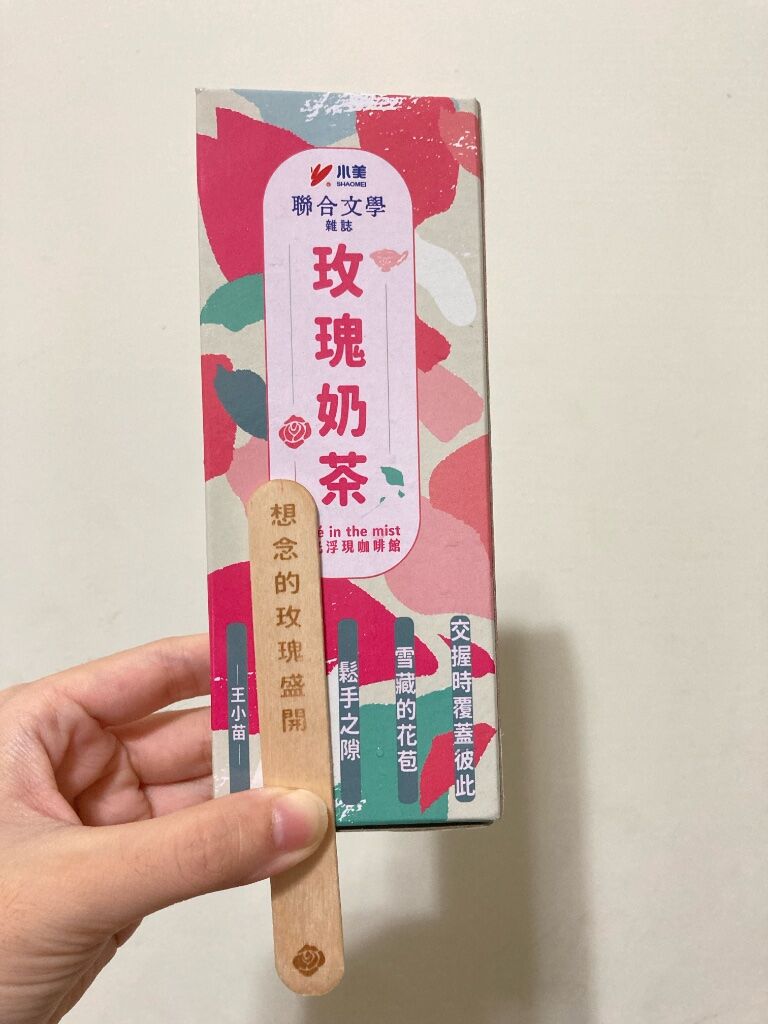 小美
SHAOMEI
聯合文學
雜誌
玫瑰奶茶
in the mist
浮現咖啡館
交握時覆蓋彼此
雪藏的花苞
鬆手之隙
—王小苗—
想念的玫瑰盛開